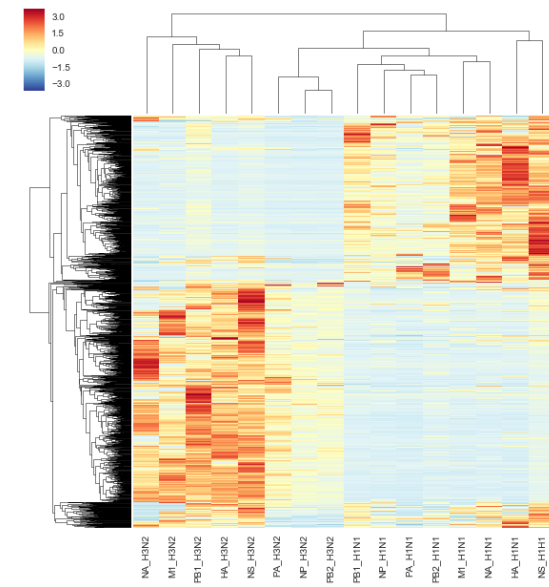 3.0
1.5
0.0
−1.5
−3.0
NA_H3N2
M1_H3N2
PB1_H3N2
HA_H3N2
NS_H3N2
PA_H3N2
NP_H3N2
PB2_H3N2
PB1_H1N1
NP_H1N1
PA_H1N1
PB2_H1N1
M1_H1N1
NA_H1N1
HA_H1N1
NS_H1H1